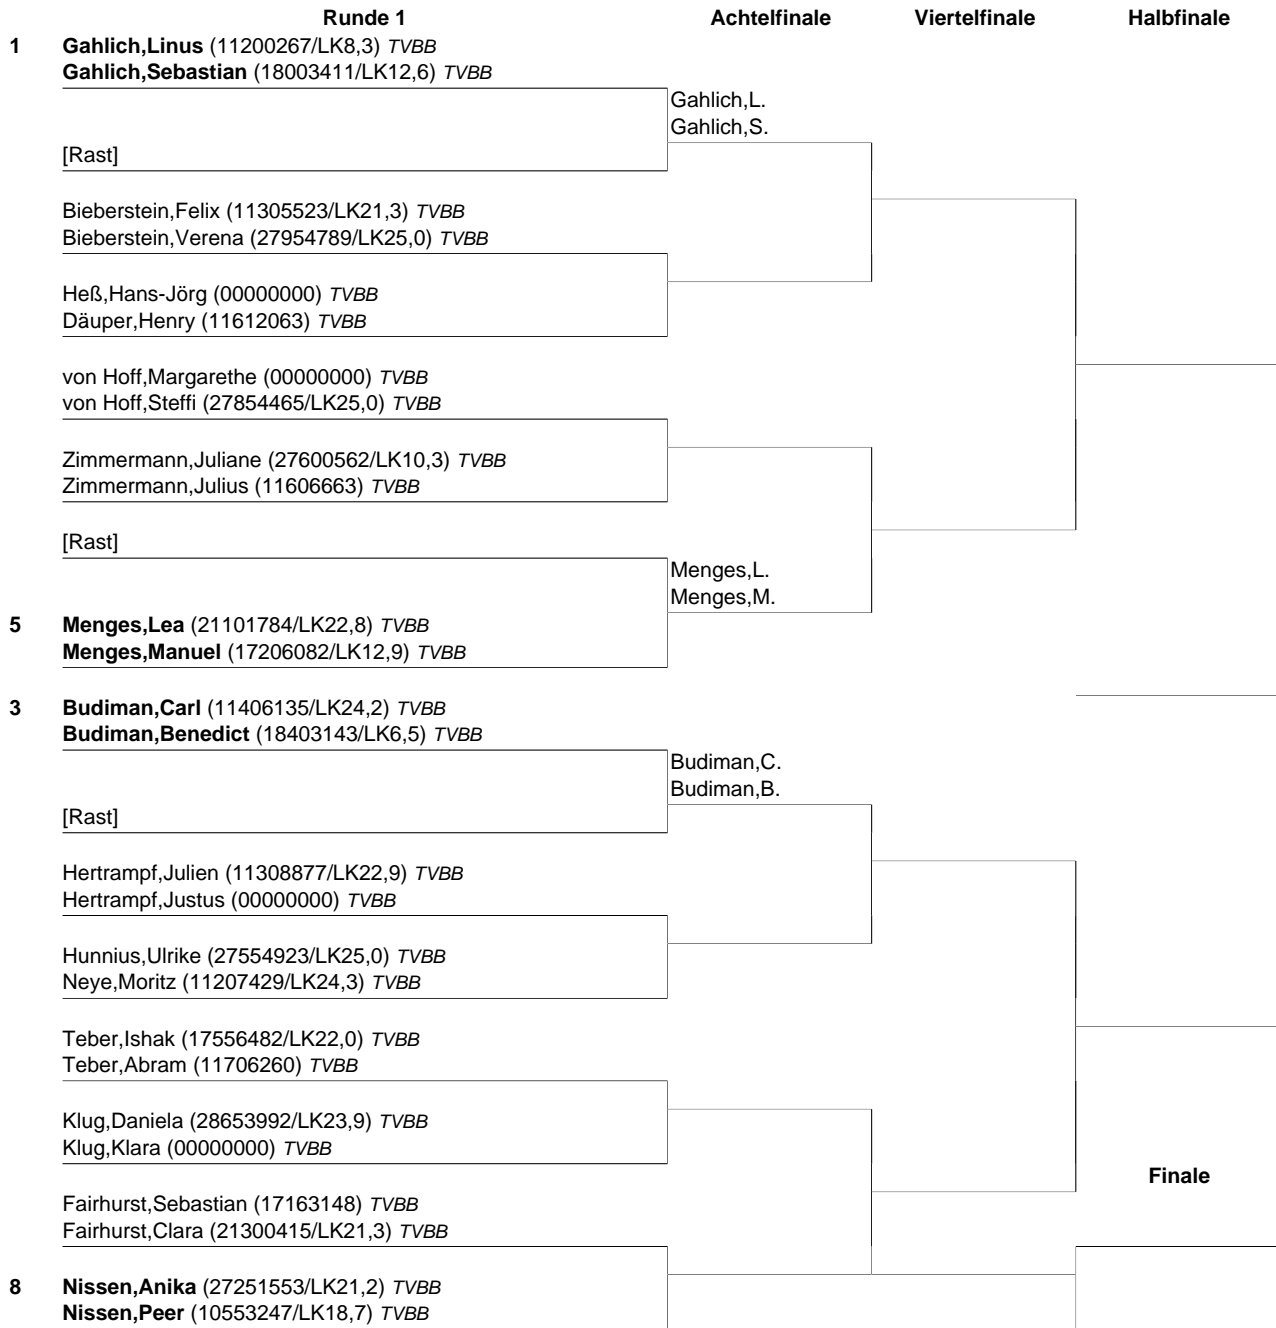 Runde 1 Achtelfinale Viertelfinale Halbfinale
1 Gahlich,Linus (11200267/LK8,3) TVBB
Gahlich,Sebastian (18003411/LK12,6) TVBB
Gahlich,L.
Gahlich,S.
[Rast]
Bieberstein,Felix (11305523/LK21,3) TVBB
Bieberstein,Verena (27954789/LK25,0) TVBB
Heß,Hans-Jörg (00000000) TVBB
Däuper,Henry (11612063) TVBB
von Hoff,Margarethe (00000000) TVBB
von Hoff,Steffi (27854465/LK25,0) TVBB
Zimmermann,Juliane (27600562/LK10,3) TVBB
Zimmermann,Julius (11606663) TVBB
[Rast]
Menges,L.
Menges,M.
5 Menges,Lea (21101784/LK22,8) TVBB
Menges,Manuel (17206082/LK12,9) TVBB
3 Budiman,Carl (11406135/LK24,2) TVBB
Budiman,Benedict (18403143/LK6,5) TVBB
Budiman,C.
Budiman,B.
[Rast]
Hertrampf,Julien (11308877/LK22,9) TVBB
Hertrampf,Justus (00000000) TVBB
Hunnius,Ulrike (27554923/LK25,0) TVBB
Neye,Moritz (11207429/LK24,3) TVBB
Teber,Ishak (17556482/LK22,0) TVBB
Teber,Abram (11706260) TVBB
Klug,Daniela (28653992/LK23,9) TVBB
Klug,Klara (00000000) TVBB
Finale
Fairhurst,Sebastian (17163148) TVBB
Fairhurst,Clara (21300415/LK21,3) TVBB
8 Nissen,Anika (27251553/LK21,2) TVBB
Nissen,Peer (10553247/LK18,7) TVBB